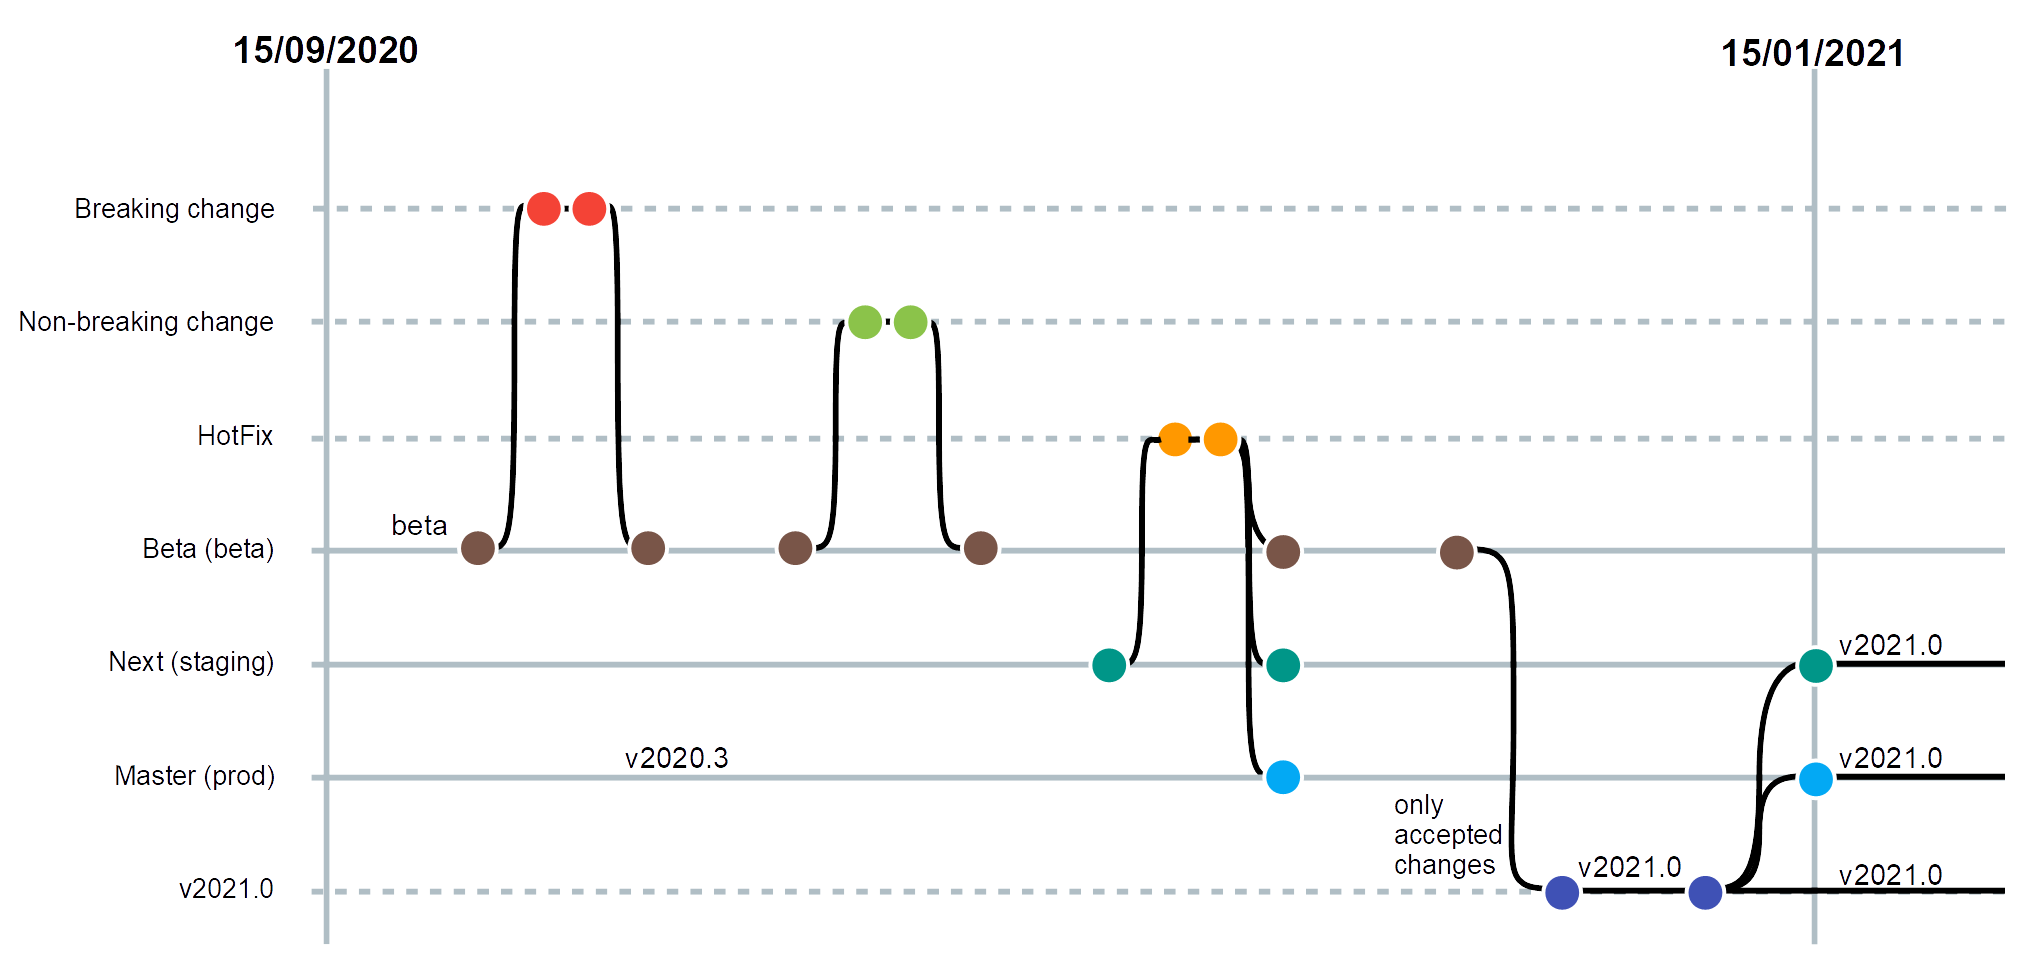 15/09/2020
15/01/2021
Breaking change
Non-breaking change
HotFix
beta
Beta (beta)
Next (staging)
v2021.0
v2020.3
v2021.0
Master (prod)
only
accepted
changes
v2021.0
v2021.0
v2021.0